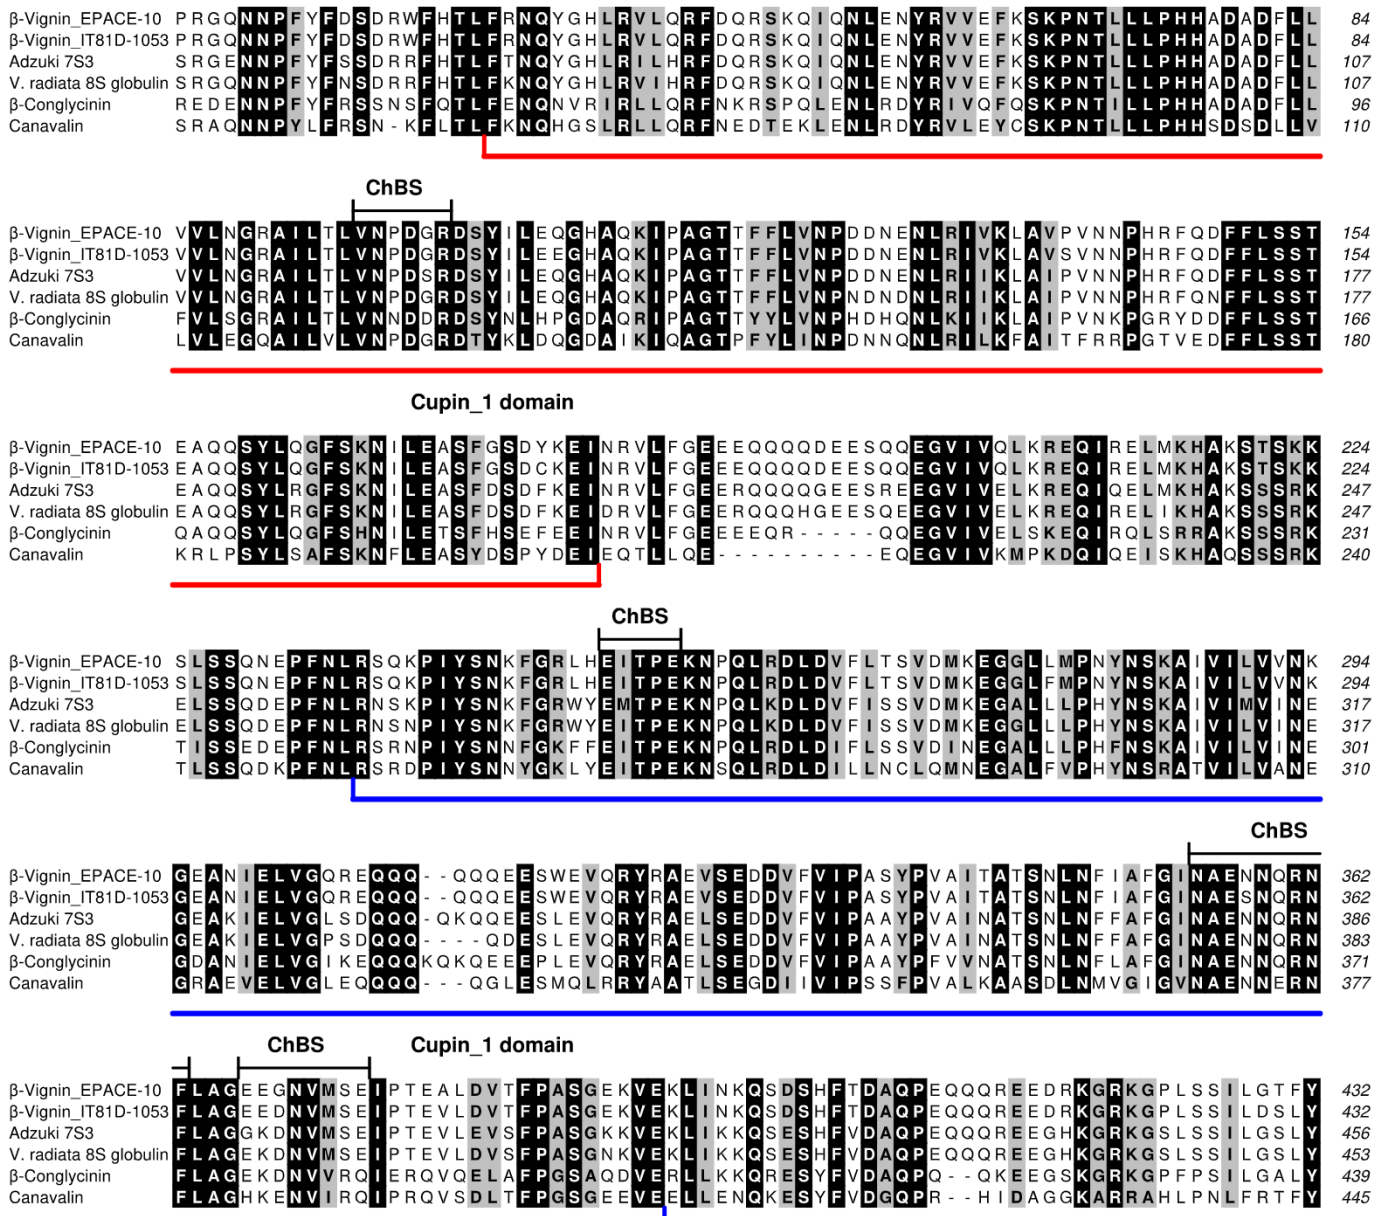 β-Vignin_EPACE-10 PRGQNNPFYFDSDRWFHTLFRNQYGHLRVLQRFDQRSKQIQNLENYRVVEFKSKPNTLLLPHHADADFLL 84
β-Vignin_IT81D-1053 PRGQNNPFYFDSDRWFHTLFRNQYGHLRVLQRFDQRSKQIQNLENYRVVEFKSKPNTLLLPHHADADFLL 84
Adzuki 7S3 SRGENNPFYFSSDRRFHTLFTNQYGHLRILHRFDQRSKQIQNLENYRVVEFKSKPNTLLLPHHADADFLL 107
V. radiata 8S globulin SRGQNNPFYFNSDRRFHTLFKNQYGHLRVIHRFDQRSKQIQNLENYRVVEFKSKPNTLLLPHHADADFLL 107
β-Conglycinin REDENNPFYFRSSNSFQTLFENQNVRIRLLQRFNKRSPQLENLRDYRIVQFQSKPNTILLPHHADADFLL 96
Canavalin SRAQNNPYLFRSN-KFLTLFKNQHGSLRLLQRFNEDTEKLENLRDYRVLEYCSKPNTLLLPHHSDSDLLV 110
ChBS
β-Vignin_EPACE-10 VVLNGRAILTLVNPDGRDSYILEQGHAQKIPAGTTFFLVNPDDNENLRIVKLAVPVNNPHRFQDFFLSST 154
β-Vignin_IT81D-1053 VVLNGRAILTLVNPDGRDSYILEEGHAQKIPAGTTFFLVNPDDNENLRIVKLAVSVNNPHRFQDFFLSST 154
Adzuki 7S3 VVLNGRAILTLVNPDSRDSYILEEGHAQKIPAGTTFFLVNPDDNENLRIIKLAIPVNNPHRFQDFFLSST 177
V. radiata 8S globulin VVLNGRAILTLVNPDGRDSYILEQGHAQKIPAGTTFFLVNPNDNDNLRIIKLAIPVNNPHRFQNFFLSST 177
β-Conglycinin FVLSGRAILTLVNNDDRDSYNLHPGDAQRIPAGTTYYLVNPHDHQNLKIIKLAIPVNKPGRYDDFFLSST 166
Canavalin LVLEGQAILVLVNPDGRDTYKLDQGDAIKIQAGTPFYLINPDNNQNLRILKFAITFRRPGTVEDFFLSST 180
Cupin_1 domain
β-Vignin_EPACE-10 EAQQSYLQGFSKNILEASFGSDYKEINRVLFGEEEQQQQDEESQQEGVIVQLKREQIRELMKHAKSTSKK 224
β-Vignin_IT81D-1053 EAQQSYLQGFSKNILEASFGSDCKEINRVLFGEEEQQQQDEESQQEGVIVQLKREQIRELMKHAKSTSKK 224
Adzuki 7S3 EAQQSYLRGFSKNILEASFDSDFKEINRVLFGEERQQQQGEESREEGVIVELKREQIQELMKHAKSSSRK 247
V. radiata 8S globulin EAQQSYLRGFSKNILEASFDSDFKEIDRVLFGEERQQQHGEESQEEGVIVELKREQIRELIKHAKSSSRK 247
β-Conglycinin QAQQSYLQGFSHNILETSFHSEFEEINRVLFGEEEEQR-----QQEGVIVELSKEQIRQLSRRAKSSSRK 231
Canavalin KRLPSYLSAFSKNFLEASYDSPYDEIEQTLLQE----------EQEGVIVKMPKDQIQEISKHAQSSSRK 240
ChBS
β-Vignin_EPACE-10 SLSSQNEPFNLRSQKPIYSNKFGRLHEITPEKNPQLRDLDVFLTSVDMKEGGLLMPNYNSKAIVILVVNK 294
β-Vignin_IT81D-1053 SLSSQNEPFNLRSQKPIYSNKFGRLHEITPEKNPQLRDLDVFLTSVDMKEGGLFMPNYNSKAIVILVVNK 294
Adzuki 7S3 ELSSQDEPFNLRNSKPIYSNKFGRWYEMTPEKNPQLKDLDVFISSVDMKEGALLLPHYNSKAIVIMVINE 317
V. radiata 8S globulin ELSSQDEPFNLRNSNPIYSNKFGRWYEITPEKNPQLRDLDVFISSVDMKEGGLLLPHYNSKAIVILVINE 317
β-Conglycinin TISSEDEPFNLRSRNPIYSNNFGKFFEITPEKNPQLRDLDIFLSSVDINEGALLLPHFNSKAIVILVINE 301
Canavalin TLSSQDKPFNLRSRDPIYSNNYGKLYEITPEKNSQLRDLDILLNCLQMNEGALFVPHYNSRATVILVANE 310
ChBS
β-Vignin_EPACE-10 GEANIELVGQREQQQ--QQQEESWEVQRYRAEVSEDDVFVIPASYPVAITATSNLNFIAFGINAENNQRN 362
β-Vignin_IT81D-1053 GEANIELVGQREQQQ--QQQEESWEVQRYRAEVSEDDVFVIPASYPVAITATSNLNFIAFGINAESNQRN 362
Adzuki 7S3 GEAKIELVGLSDQQQ-QKQQEESLEVQRYRAELSEDDVFVIPAAYPVAINATSNLNFFAFGINAENNQRN 386
V. radiata 8S globulin GEAKIELVGPSDQQQ----QDESLEVQRYRAELSEDDVFVIPAAYPVAINATSNLNFFAFGINAENNQRN 383
β-Conglycinin GDANIELVGIKEQQQKQKQEEEPLEVQRYRAELSEDDVFVIPAAYPFVVNATSNLNFLAFGINAENNQRN 371
Canavalin GRAEVELVGLEQQQQ---QGLESMQLRRYAATLSEGDIIVIPSSFPVALKAASDLNMVGIGVNAENNERN 377
ChBS Cupin_1 domain
β-Vignin_EPACE-10 FLAGEEGNVMSEIPTEALDVTFPASGEKVEKLINKQSDSHFTDAQPEQQQREEDRKGRKGPLSSILGTFY 432
β-Vignin_IT81D-1053 FLAGEEDNVMSEIPTEVLDVTFPASGEKVEKLINKQSDSHFTDAQPEQQQREEDRKGRKGPLSSILDSLY 432
Adzuki 7S3 FLAGGKDNVMSEIPTEVLEVSFPASGKKVEKLIKKQSESHFVDAQPEQQQREEGHKGRKGSLSSILGSLY 456
V. radiata 8S globulin FLAGEKDNVMSEIPTEVLDVSFPASGNKVEKLIKKQSESHFVDAQPEQQQREEGHKGRKGSLSSILGSLY 453
β-Conglycinin FLAGEKDNVVRQIERQVQELAFPGSAQDVERLLKKQRESYFVDAQPQ--QKEEGSKGRKGPFPSILGALY 439
Canavalin FLAGHKENVIRQIPRQVSDLTFPGSGEEVEELLENQKESYFVDGQPR--HIDAGGKARRAHLPNLFRTFY 445